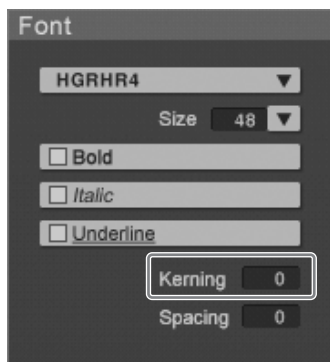 Font
HGRHR4
Size 48
Bold
Italic
Underline
Kerning 0
Spacing 0